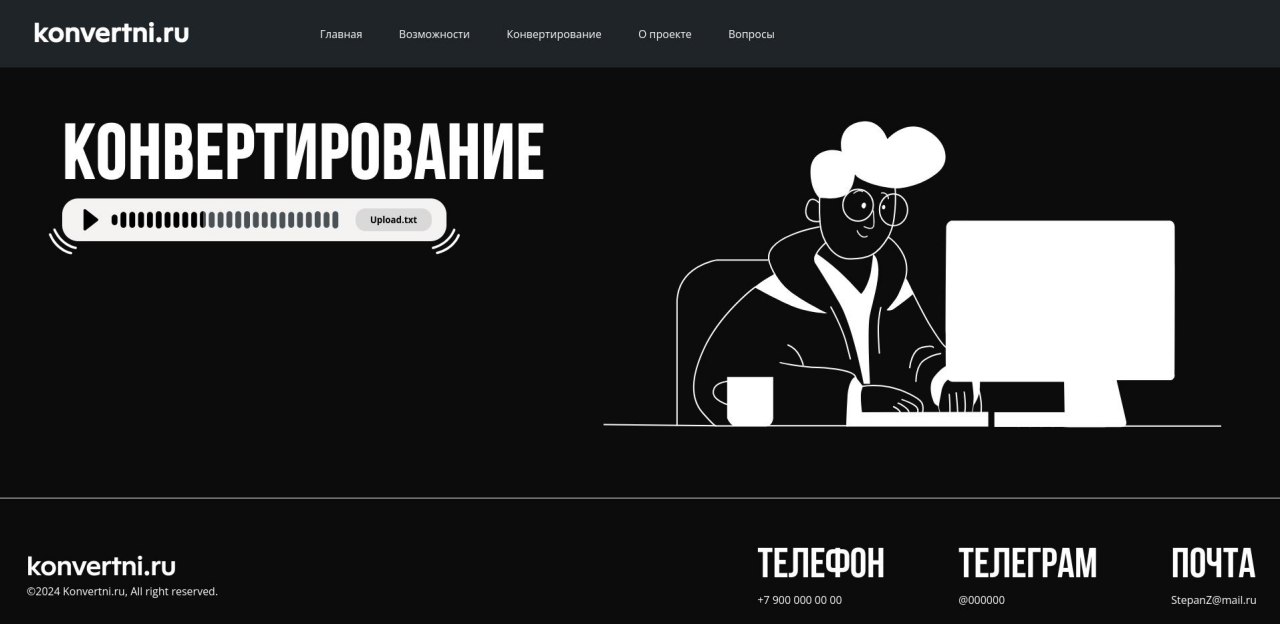 konvertni.ru
Главная Возможности Конвертирование О проекте Вопросы
КОНВЕРТИРОВАНИЕ
Upload.txt
konvertni.ru
©2024 Konvertni.ru, All right reserved.
ТЕЛЕФОН
+7 900 000 00 00
ТЕЛЕГРАМ
@000000
ПОЧТА
StepanZ@mail.ru